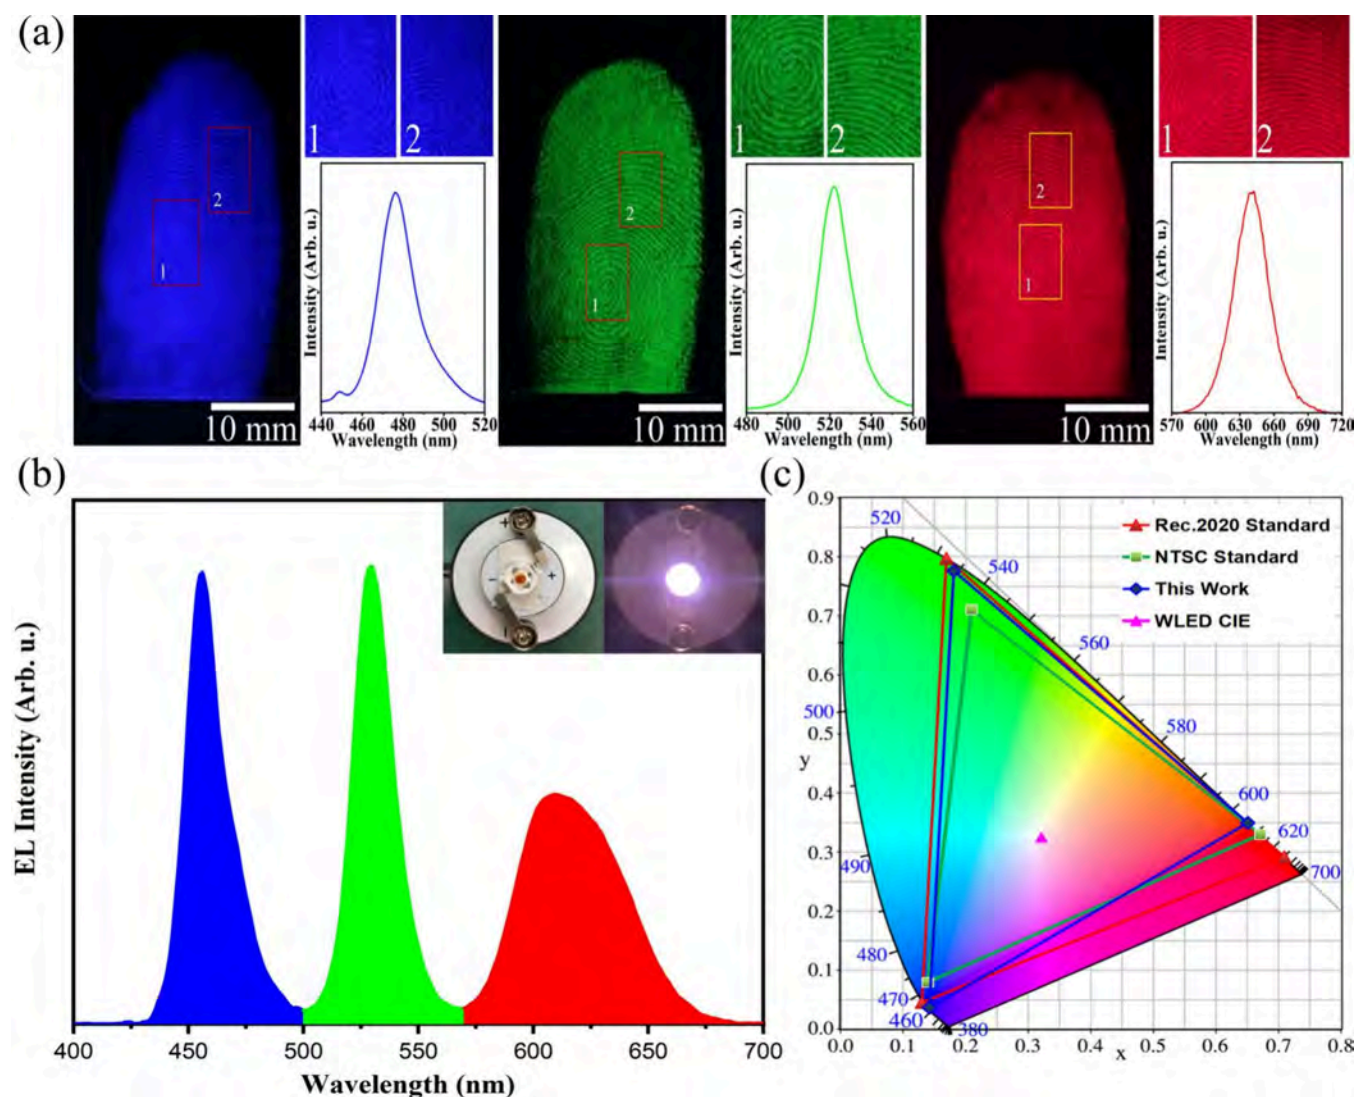 (a)
1
2
1
2
10 mm
Intensity (Arb. u.)
440 460 480 500 520
Wavelength (nm)
1
2
1
2
10 mm
Intensity (Arb. u.)
480 500 520 540 560
Wavelength (nm)
1
2
1
2
10 mm
Intensity (Arb. u.)
570 600 630 660 690 720
Wavelength (nm)
(b)
EL Intensity (Arb. u.)
+
-
+
-
400 450 500 550 600 650 700
Wavelength (nm)
(c)
0.9
0.8
0.7
0.6
0.5
0.4
0.3
0.2
0.1
0.0
y
0.0 0.1 0.2 0.3 0.4 0.5 0.6 0.7 0.8
x
520
540
560
580
600
620
700
500
490
480
470
460
380
Rec.2020 Standard
NTSC Standard
This Work
WLED CIE